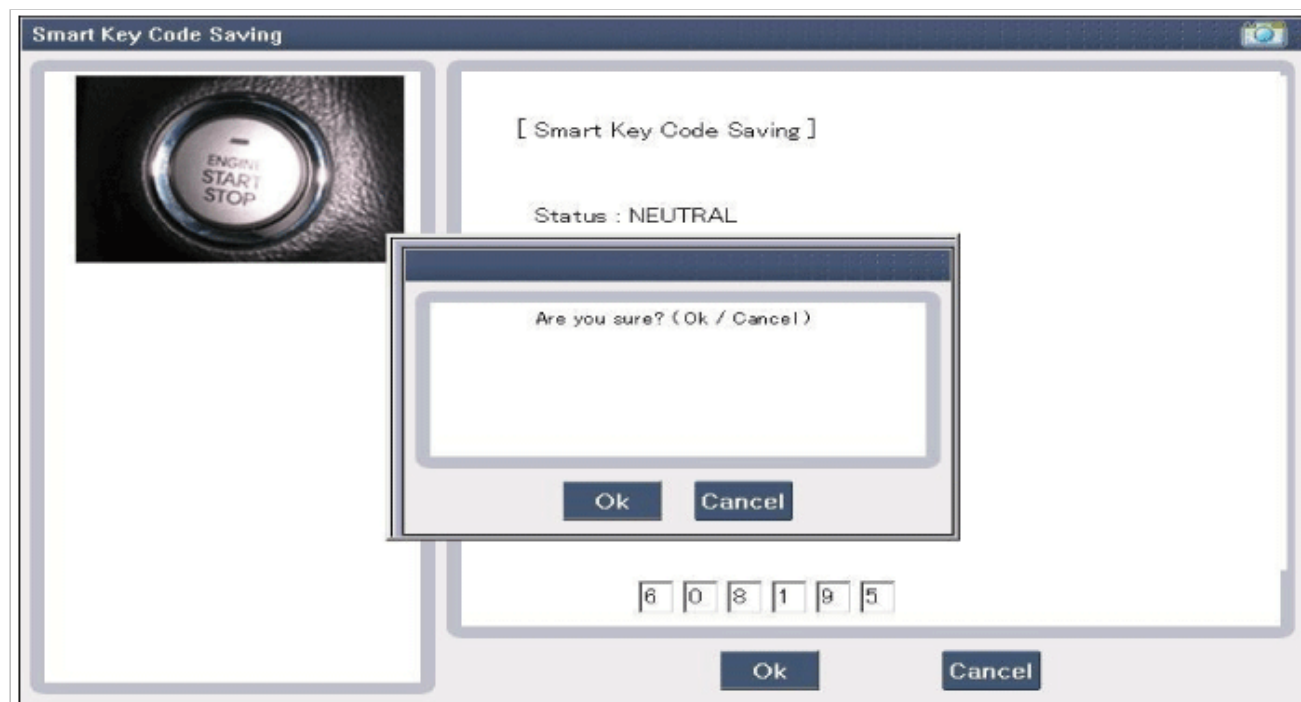 Smart Key Code Saving
ENGINE
START
STOP
[ Smart Key Code Saving ]
Status : NEUTRAL
Are you sure? ( Ok / Cancel )
Ok
Cancel
6 0 8 1 9 5
Ok
Cancel